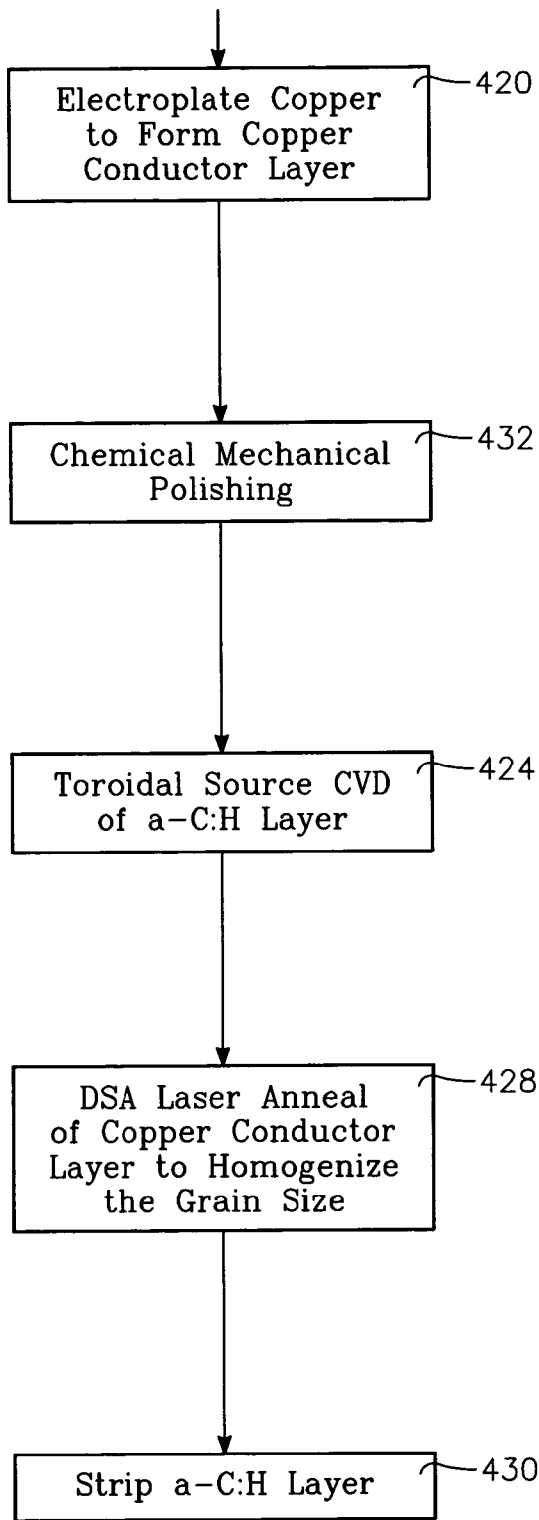 Electroplate Copper
to Form Copper
Conductor Layer
420
Chemical Mechanical
Polishing
432
Toroidal Source CVD
of a-C:H Layer
424
DSA Laser Anneal
of Copper Conductor
Layer to Homogenize
the Grain Size
428
Strip a-C:H Layer
430